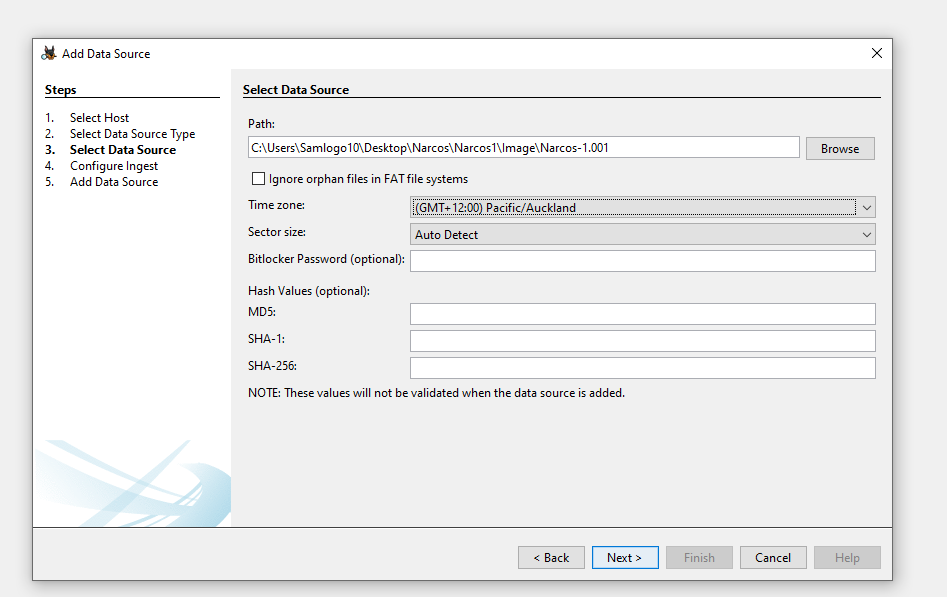 Add Data Source
Steps
1. Select Host
2. Select Data Source Type
3. Select Data Source
4. Configure Ingest
5. Add Data Source
Select Data Source
Path:
C:\Users\Samlogo10\Desktop\Narcos\Narcos1\Image\Narcos-1.001
Browse
Ignore orphan files in FAT file systems
Time zone:
(GMT+12:00) Pacific/Auckland
Sector size:
Auto Detect
Bitlocker Password (optional):
Hash Values (optional):
MD5:
SHA-1:
SHA-256:
NOTE: These values will not be validated when the data source is added.
< Back
Next >
Finish
Cancel
Help